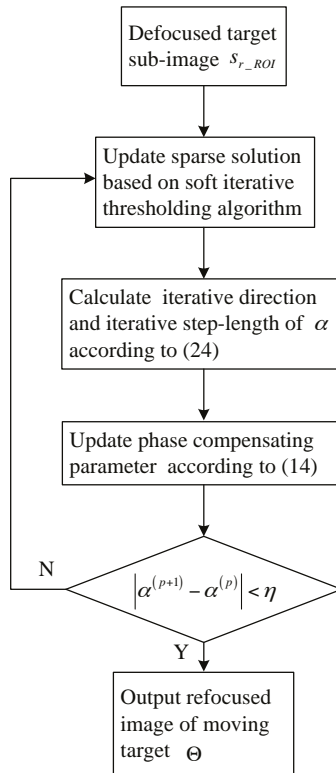 Defocused target
sub-image s_{r_ROI}
Update sparse solution
based on soft iterative
thresholding algorithm
Calculate iterative direction
and iterative step-length of α
according to (24)
Update phase compensating
parameter according to (14)
N
|α^{(p+1)} − α^{(p)}| < η
Y
Output refocused
image of moving
target Θ